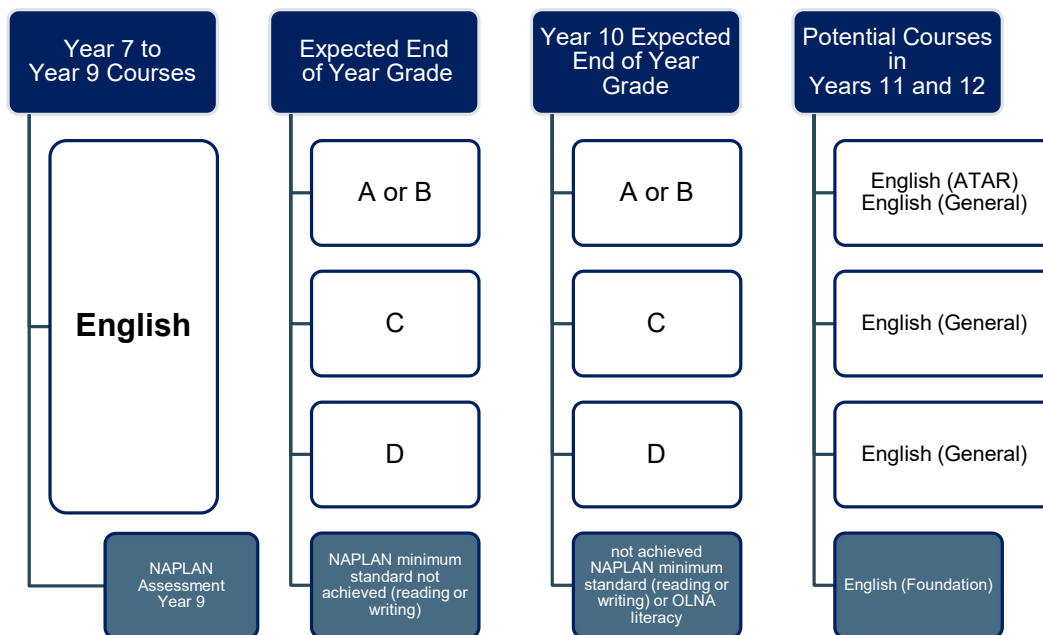 Year 7 to
Year 9 Courses
English
NAPLAN
Assessment
Year 9
Expected End
of Year Grade
A or B
C
D
NAPLAN minimum
standard not
achieved (reading or
writing)
Year 10 Expected
End of Year
Grade
A or B
C
D
not achieved
NAPLAN minimum
standard (reading or
writing) or OLNA
literacy
Potential Courses
in
Years 11 and 12
English (ATAR)
English (General)
English (General)
English (General)
English (Foundation)